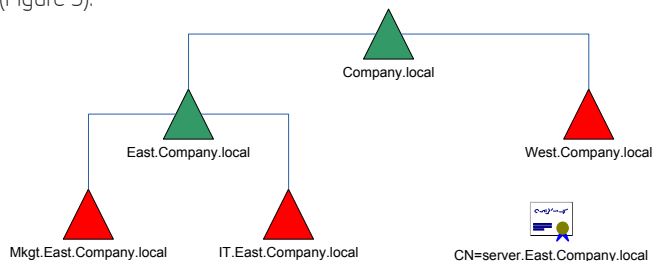 (Figure 5).
Company.local
East.Company.local
West.Company.local
Mkgt.East.Company.local
IT.East.Company.local
CN=server.East.Company.local